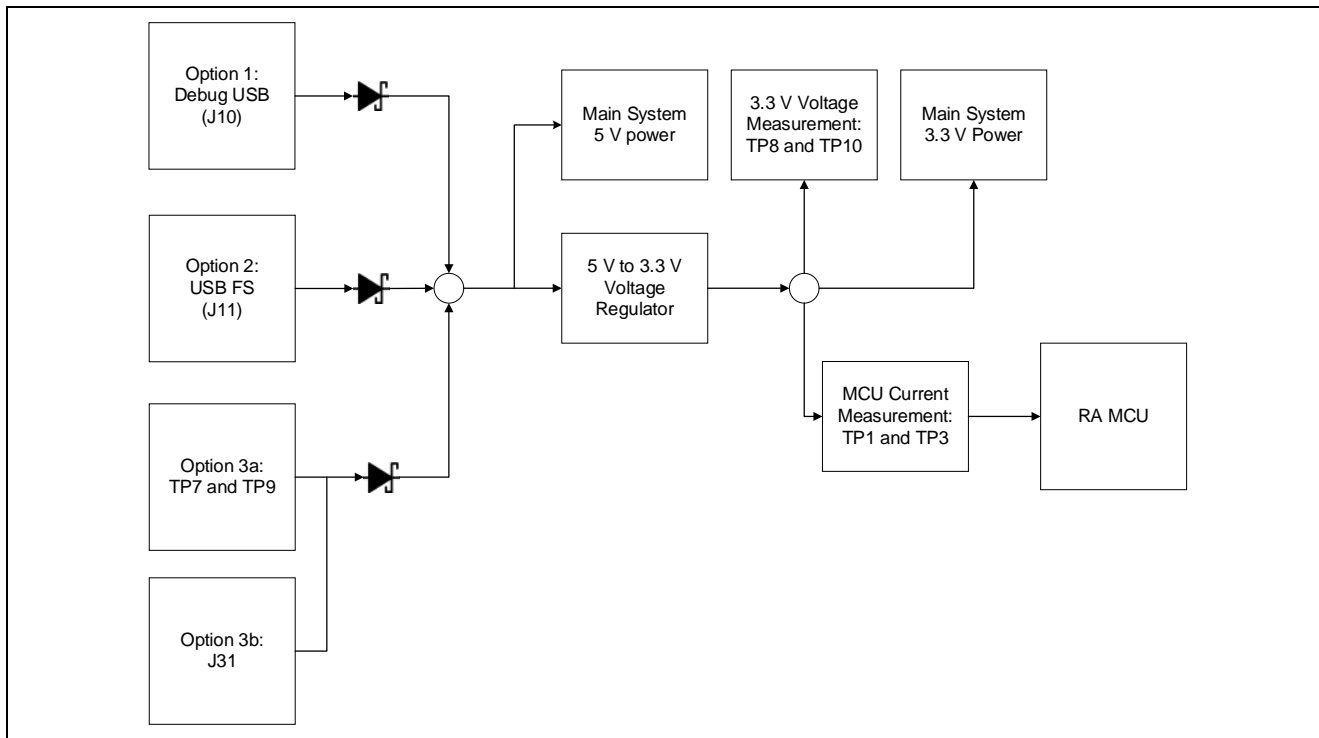 Option 1:
Debug USB
(J10)
Main System
5 V power
3.3 V Voltage
Measurement:
TP8 and TP10
Main System
3.3 V Power
Option 2:
USB FS
(J11)
5 V to 3.3 V
Voltage
Regulator
MCU Current
Measurement:
TP1 and TP3
RA MCU
Option 3a:
TP7 and TP9
Option 3b:
J31